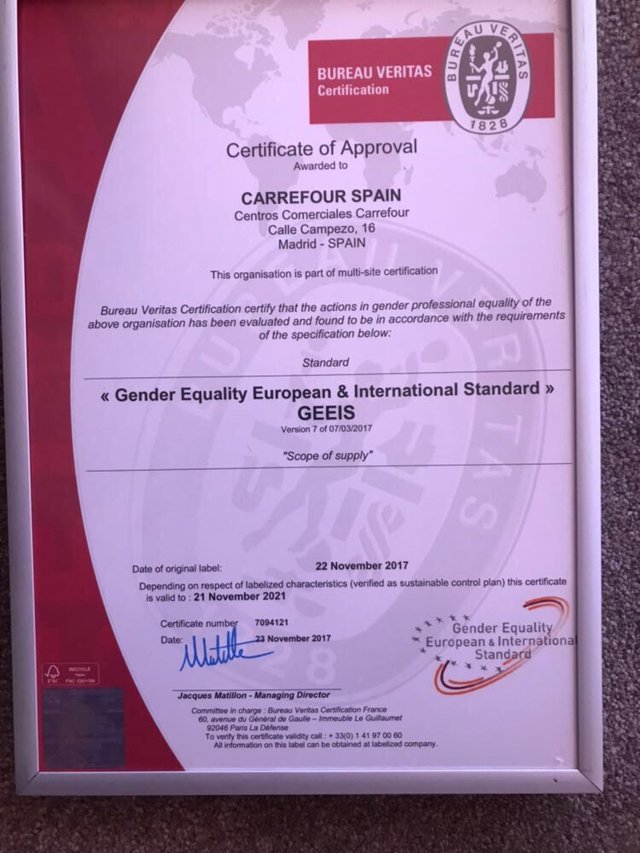 BUREAU VERITAS
Certification
BUREAU VERITAS
1828
Certificate of Approval
Awarded to
CARREFOUR SPAIN
Centros Comerciales Carrefour
Calle Campezo, 16
Madrid - SPAIN
This organisation is part of multi-site certification
Bureau Veritas Certification certify that the actions in gender professional equality of the
above organisation has been evaluated and found to be in accordance with the requirements
of the specification below:
Standard
« Gender Equality European & International Standard »
GEEIS
Version 7 of 07/03/2017
"Scope of supply"
Date of original label: 22 November 2017
Depending on respect of labelized characteristics (verified as sustainable control plan) this certificate
is valid to : 21 November 2021
Certificate number 7094121
Date: 23 November 2017
Gender Equality
European & International
Standard
Jacques Matillon - Managing Director
Committee in charge : Bureau Veritas Certification France
60, avenue du Général de Gaulle – Immeuble Le Guillaumet
92046 Paris La Défense
To verify this certificate validity call : + 33(0) 1 41 97 00 60
All information on this label can be obtained at labelized company.
FSC
RECYCLÉ